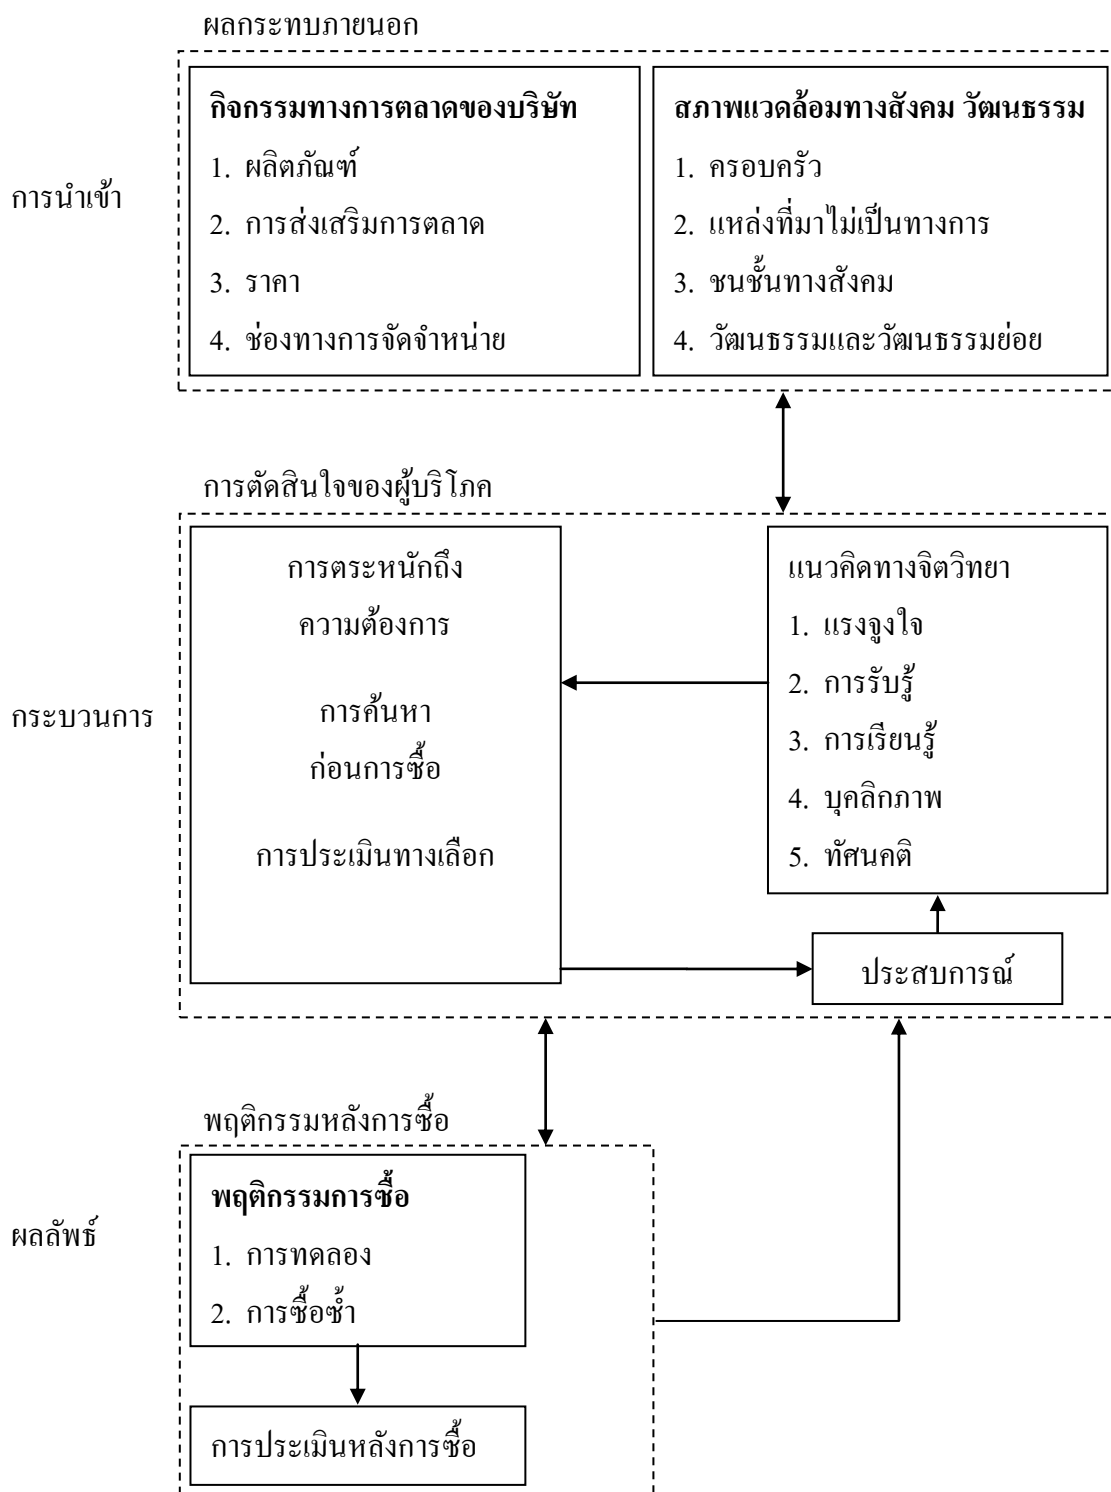 ผลกระทบภายนอก
การนำเข้า
กิจกรรมทางการตลาดของบริษัท
1. ผลิตภัณฑ์
2. การส่งเสริมการตลาด
3. ราคา
4. ช่องทางการจัดจำหน่าย
สภาพแวดล้อมทางสังคม วัฒนธรรม
1. ครอบครัว
2. แหล่งที่มาไม่เป็นทางการ
3. ชนชั้นทางสังคม
4. วัฒนธรรมและวัฒนธรรมย่อย
การตัดสินใจของผู้บริโภค
กระบวนการ
การตระหนักถึง
ความต้องการ
การค้นหา
ก่อนการซื้อ
การประเมินทางเลือก
แนวคิดทางจิตวิทยา
1. แรงจูงใจ
2. การรับรู้
3. การเรียนรู้
4. บุคลิกภาพ
5. ทัศนคติ
ประสบการณ์
พฤติกรรมหลังการซื้อ
ผลลัพธ์
พฤติกรรมการซื้อ
1. การทดลอง
2. การซื้อซ้ำ
การประเมินหลังการซื้อ